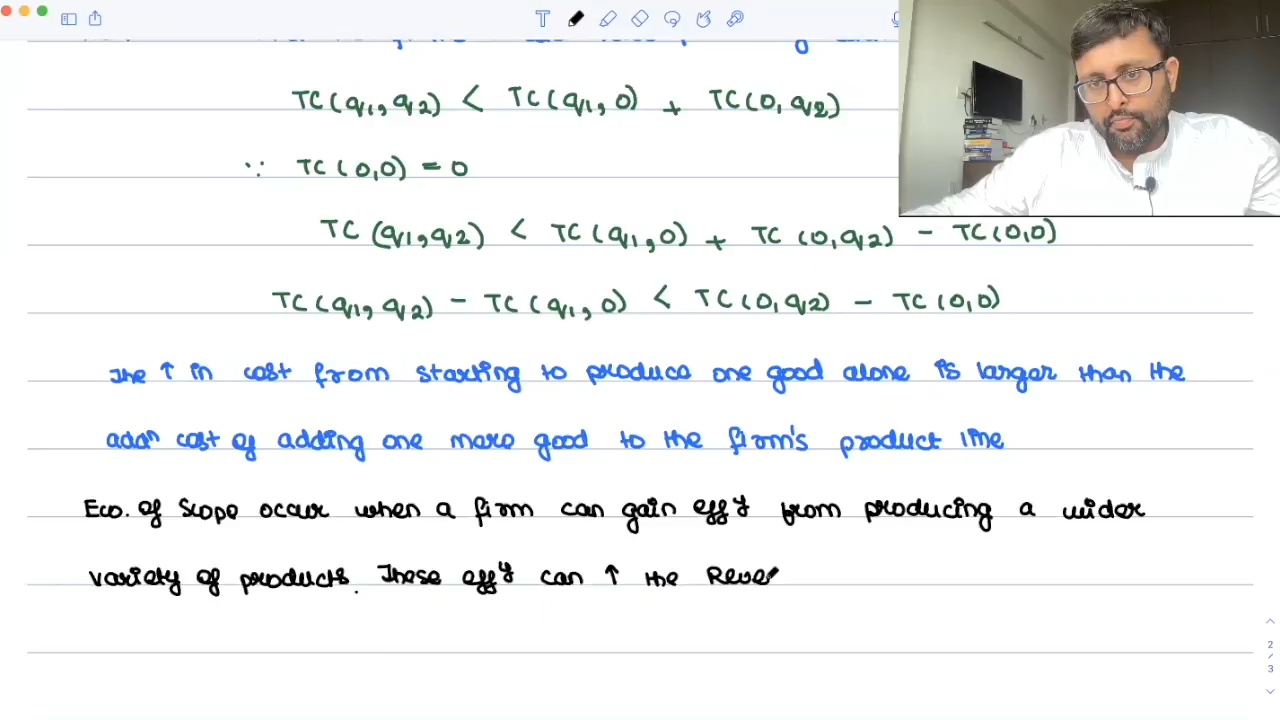 TC(q1, q2) < TC(q1, 0) + TC(0, q2)
∵ TC(0,0) = 0
TC(q1, q2) < TC(q1, 0) + TC(0, q2) - TC(0,0)
TC(q1, q2) - TC(q1, 0) < TC(0, q2) - TC(0,0)
The ↑ in cost from starting to produce one good alone is larger than the
addn cost of adding one more good to the firm's product line
Eco. of Scope occur when a firm can gain effy from producing a wider
variety of products. These effy can ↑ the Reve
2
/
3